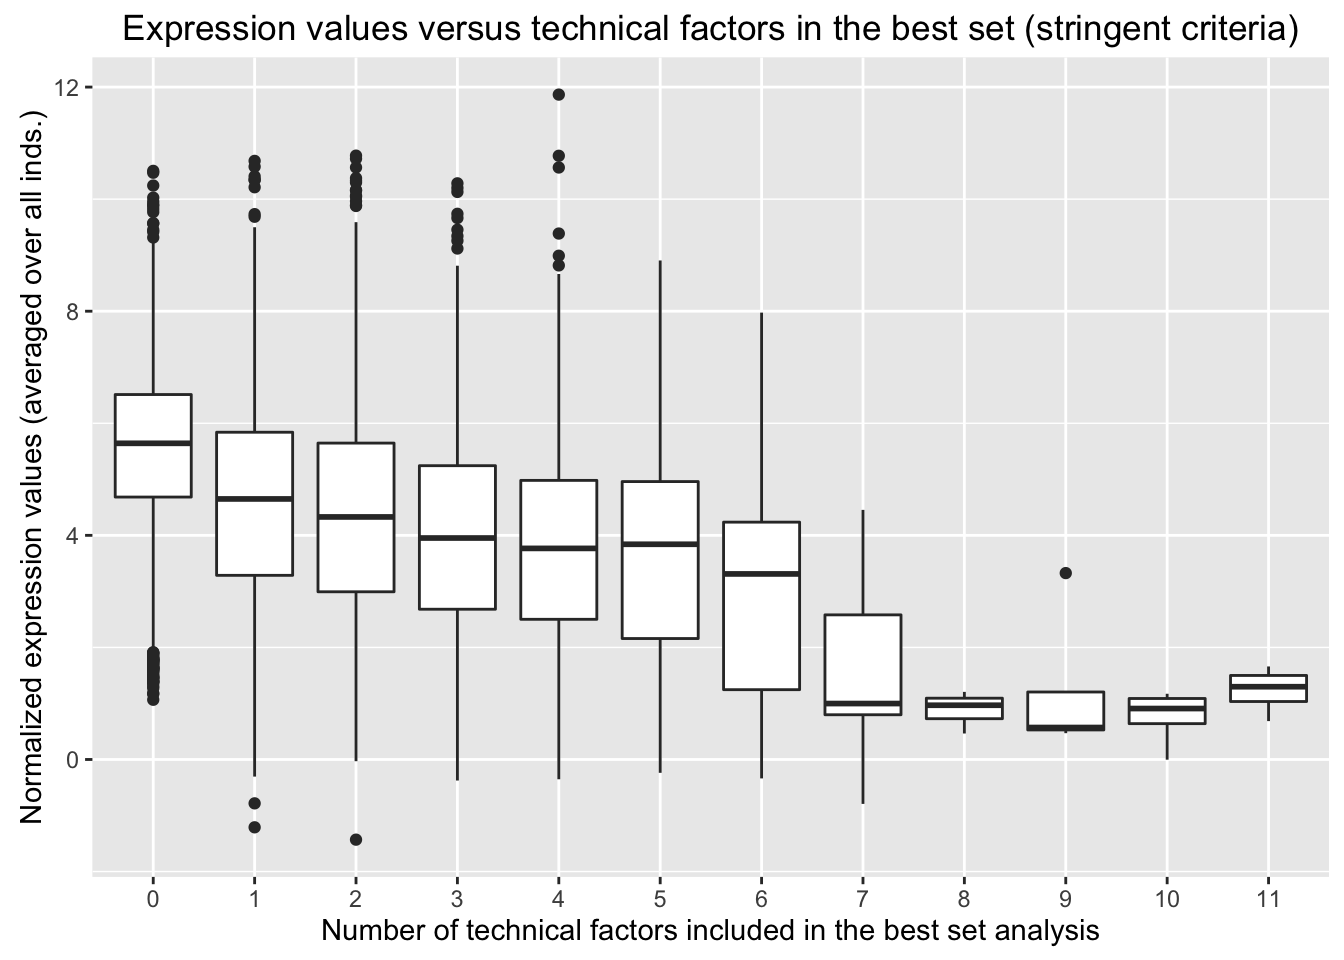 Expression values versus technical factors in the best set (stringent criteria)
Normalized expression values (averaged over all inds.)
12
8
4
0
0 1 2 3 4 5 6 7 8 9 10 11
Number of technical factors included in the best set analysis